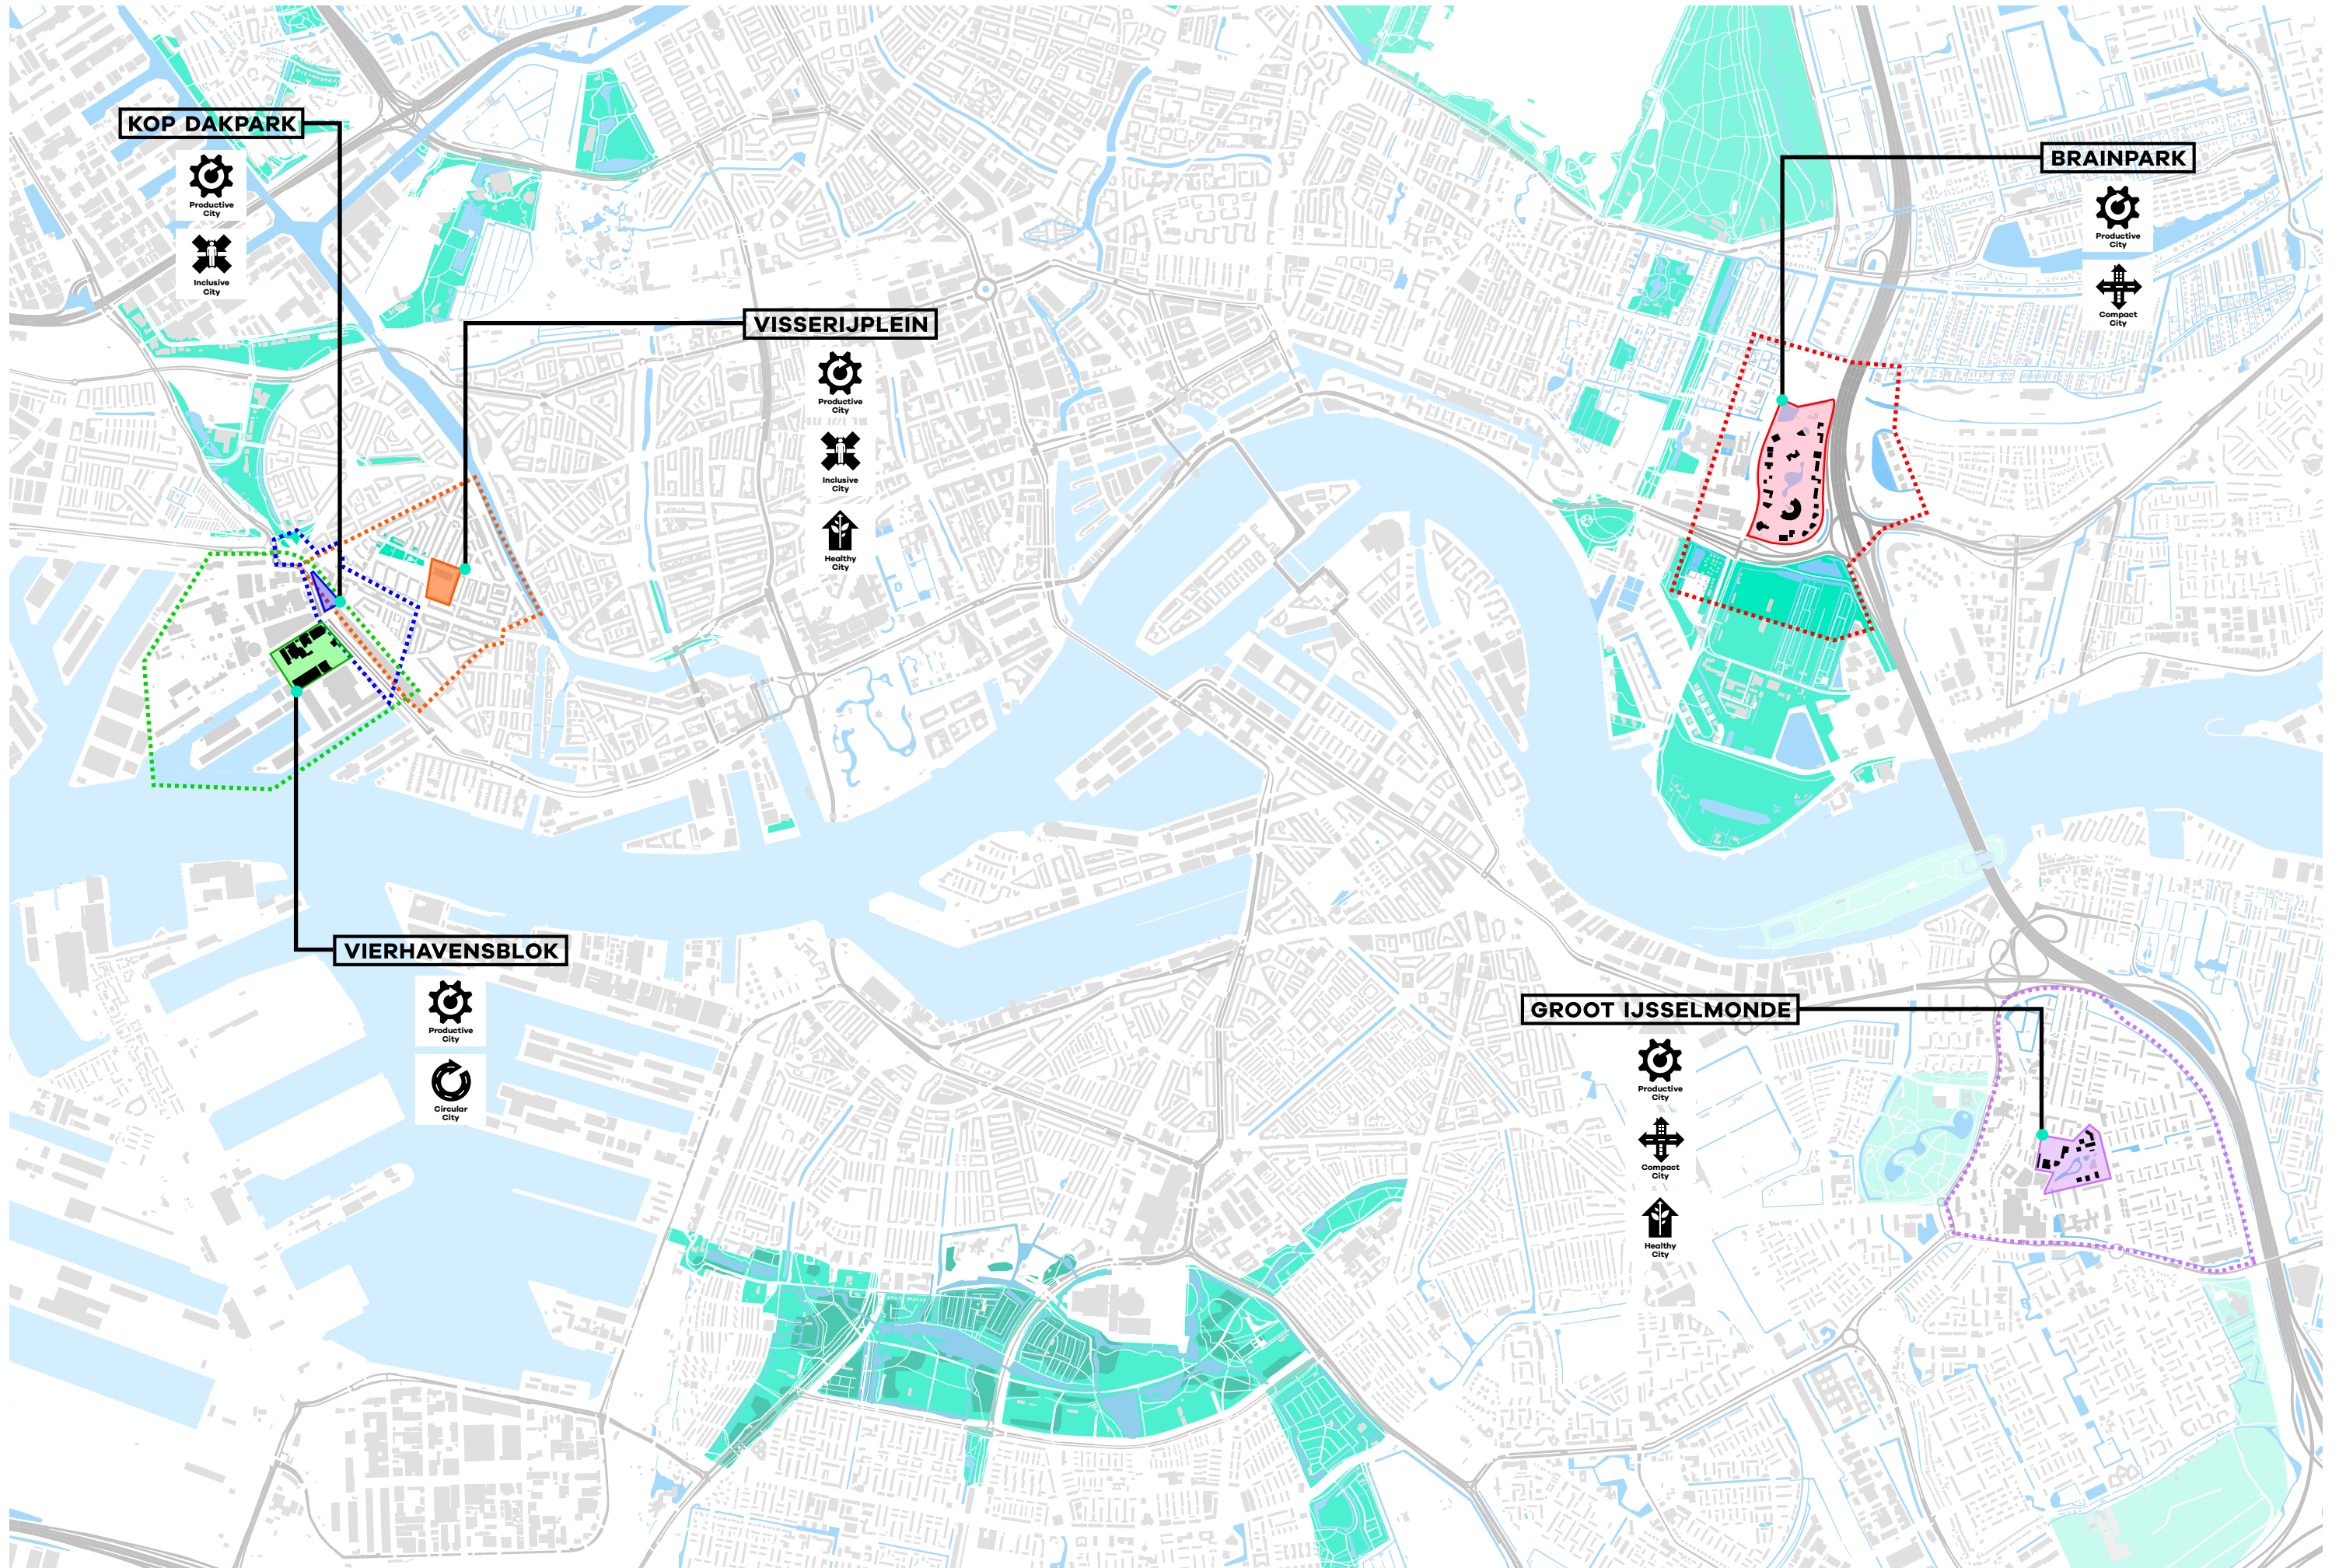 KOP DAKPARK
Productive
City
Inclusive
City
BRAINPARK
Productive
City
Compact
City
VISSERIJPLEIN
Productive
City
Inclusive
City
Healthy
City
VIERHAVENSBLOK
Productive
City
Circular
City
GROOT IJSSELMONDE
Productive
City
Compact
City
Healthy
City